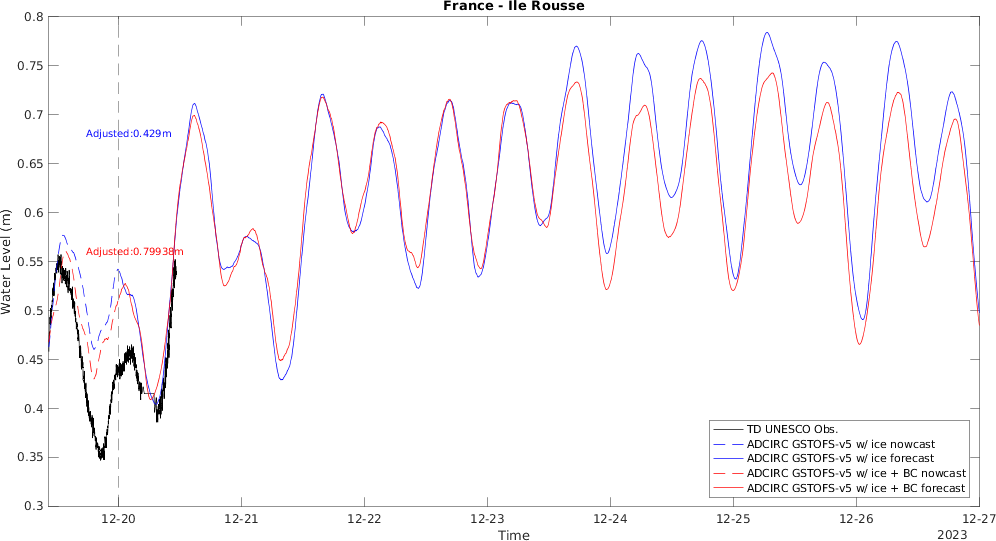 France - Ile Rousse
0.8
0.75
0.7
0.65
0.6
0.55
0.5
0.45
0.4
0.35
0.3
Water Level (m)
Adjusted:0.429m
Adjusted:0.79938m
TD UNESCO Obs.
ADCIRC GSTOFS-v5 w/ ice nowcast
ADCIRC GSTOFS-v5 w/ ice forecast
ADCIRC GSTOFS-v5 w/ ice + BC nowcast
ADCIRC GSTOFS-v5 w/ ice + BC forecast
12-20 12-21 12-22 12-23 12-24 12-25 12-26 12-27
Time
2023